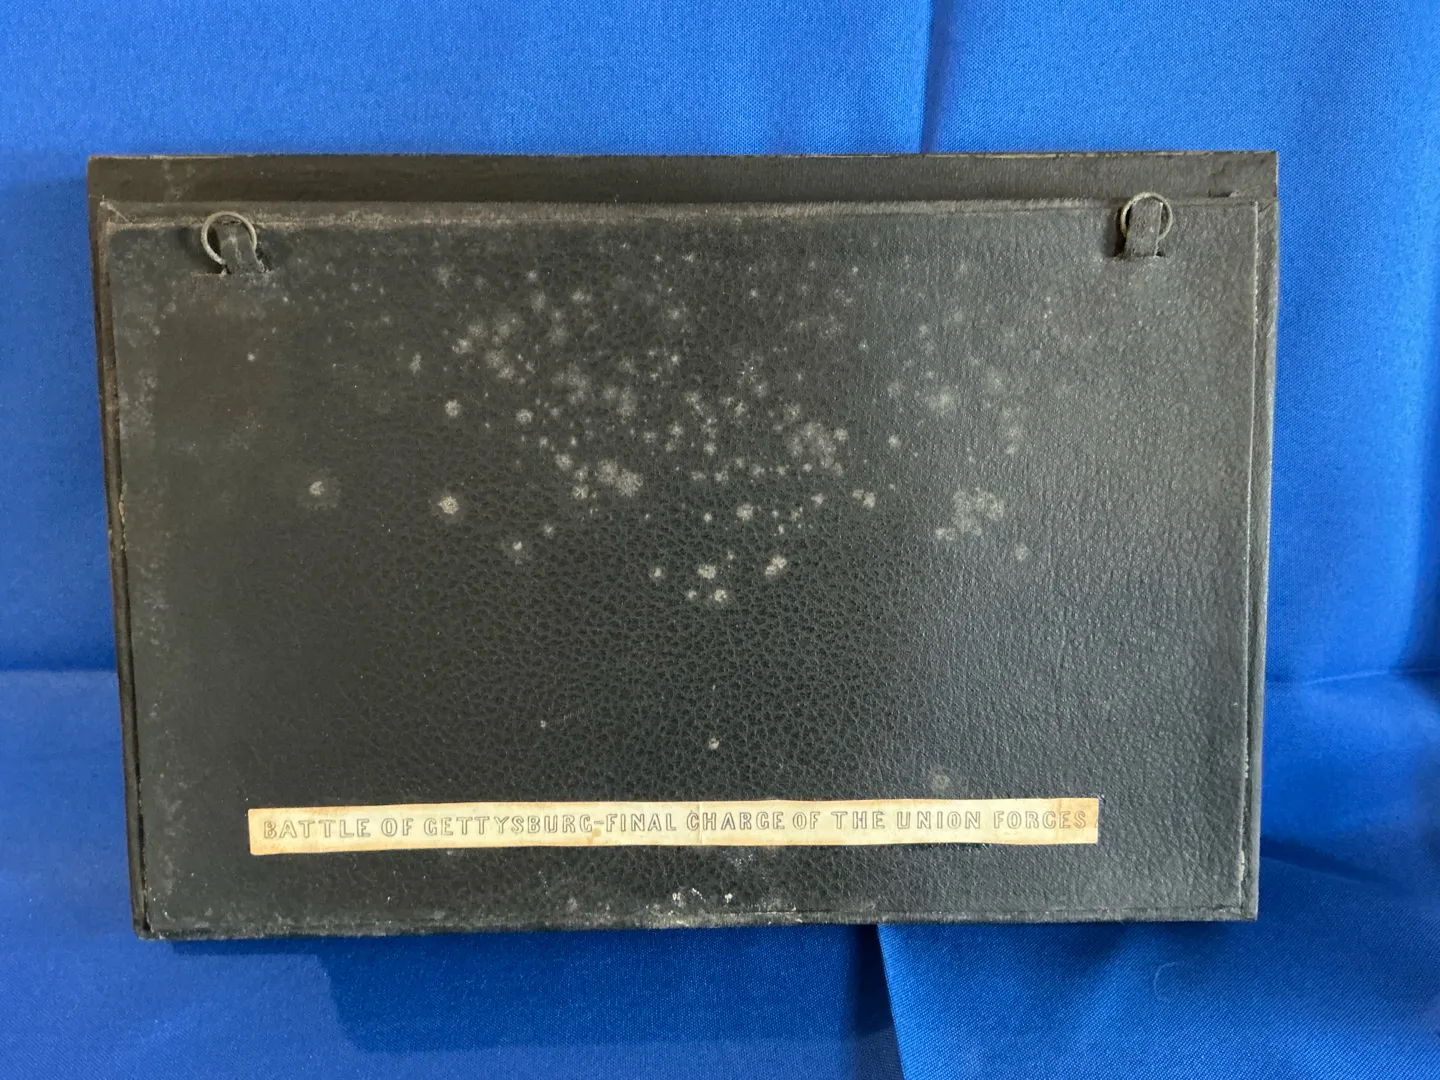 BATTLE OF GETTYSBURG-FINAL CHARGE OF THE UNION FORCES